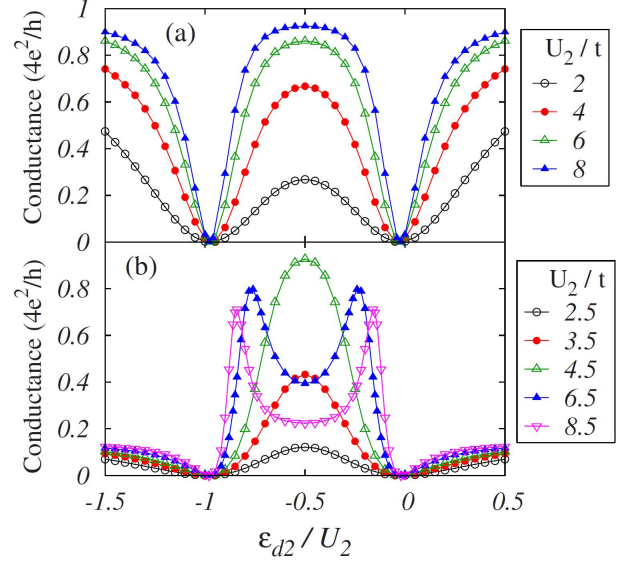 (a)
Conductance (4e²/h)
1
0.8
0.6
0.4
0.2
0
U₂ / t
2
4
6
8
(b)
Conductance (4e²/h)
0.8
0.6
0.4
0.2
0
U₂ / t
2.5
3.5
4.5
6.5
8.5
-1.5 -1 -0.5 0 0.5
ε_d2 / U₂